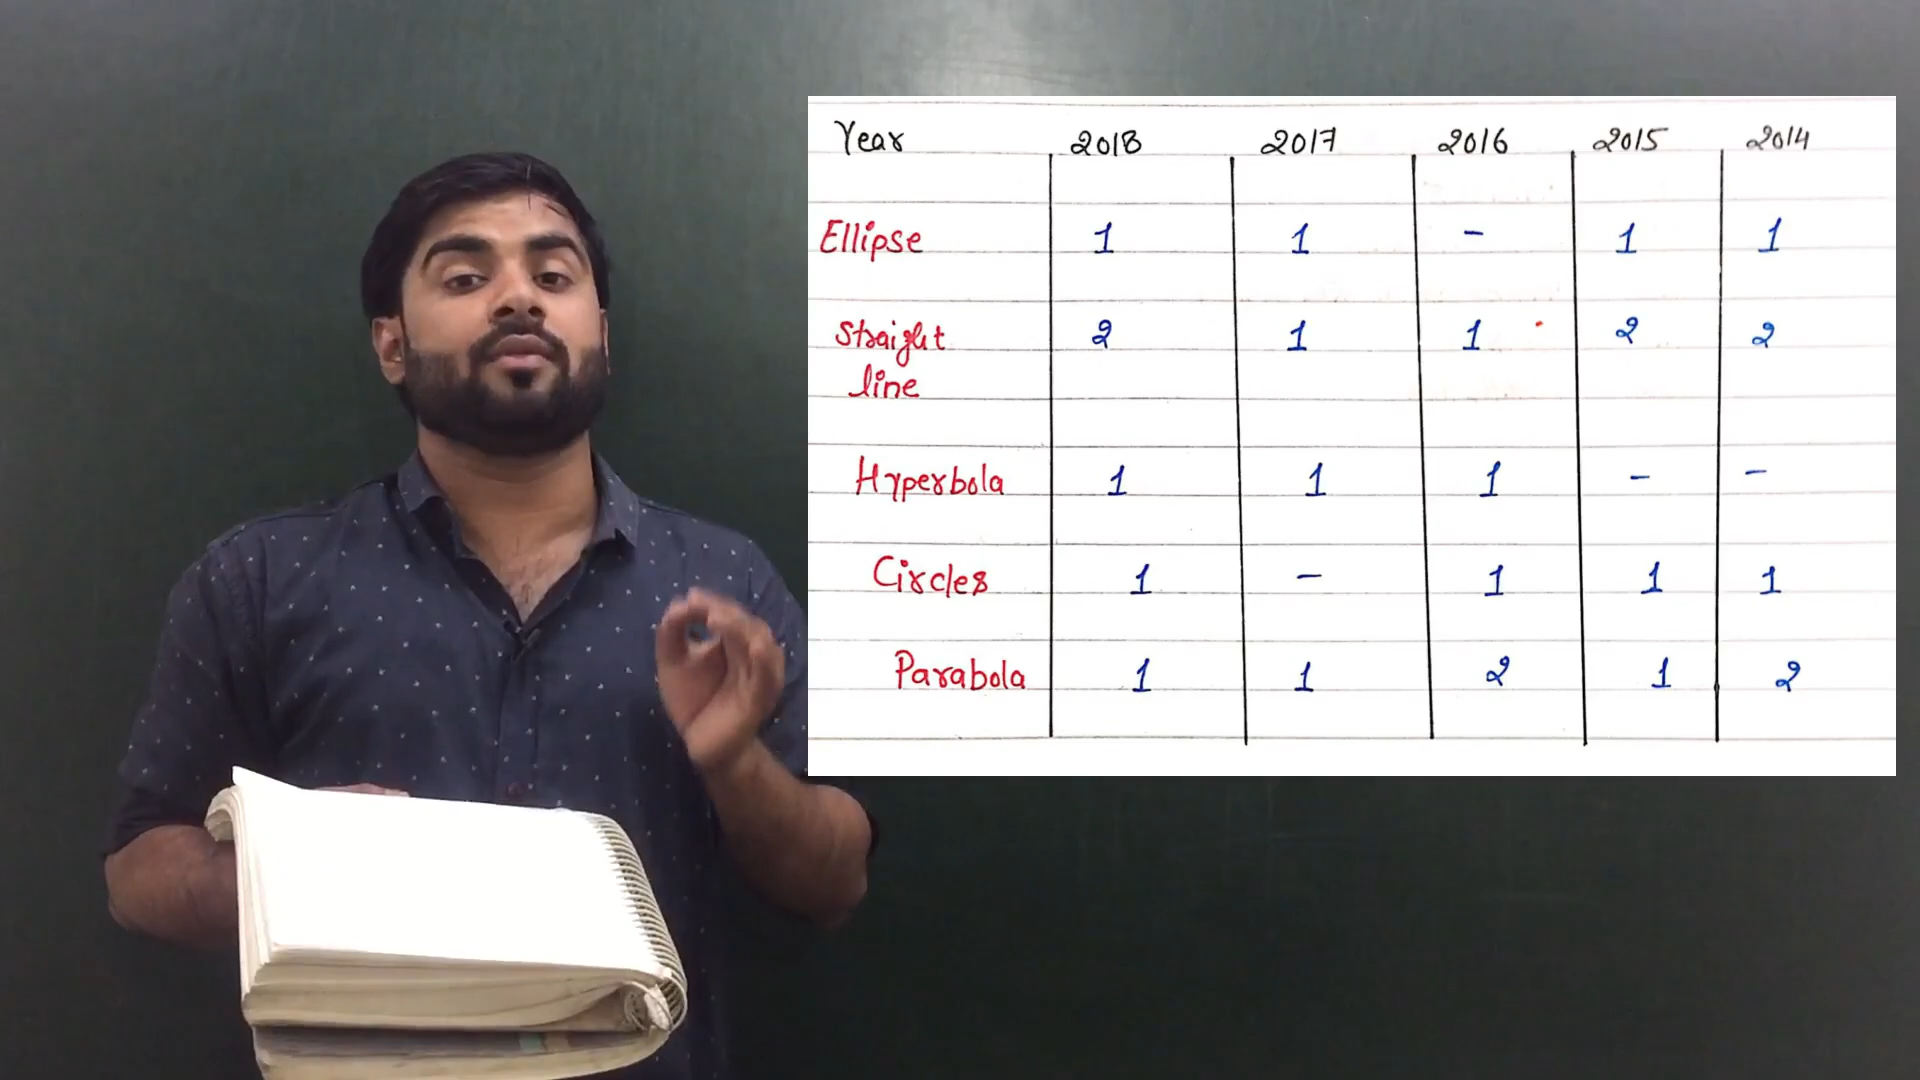 Year 2018 2017 2016 2015 2014
Ellipse 1 1 - 1 1
Straight 2 1 1 2 2
line
Hyperbola 1 1 1 - -
Circles 1 - 1 1 1
Parabola 1 1 2 1 2